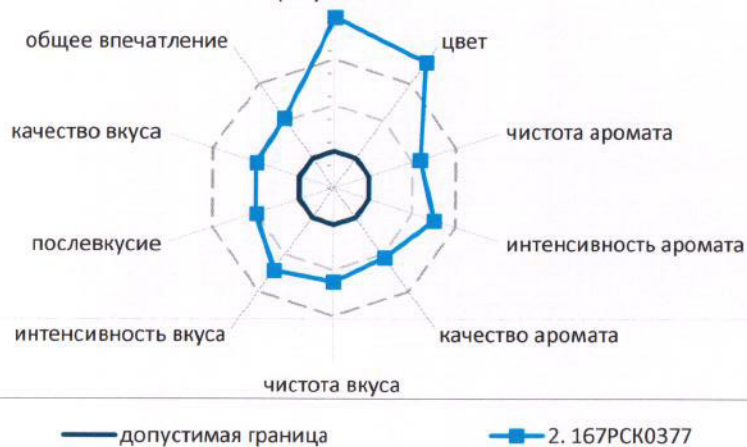 общее впечатление
цвет
качество вкуса
чистота аромата
послевкусие
интенсивность аромата
интенсивность вкуса
качество аромата
чистота вкуса
допустимая граница
2. 167РСК0377